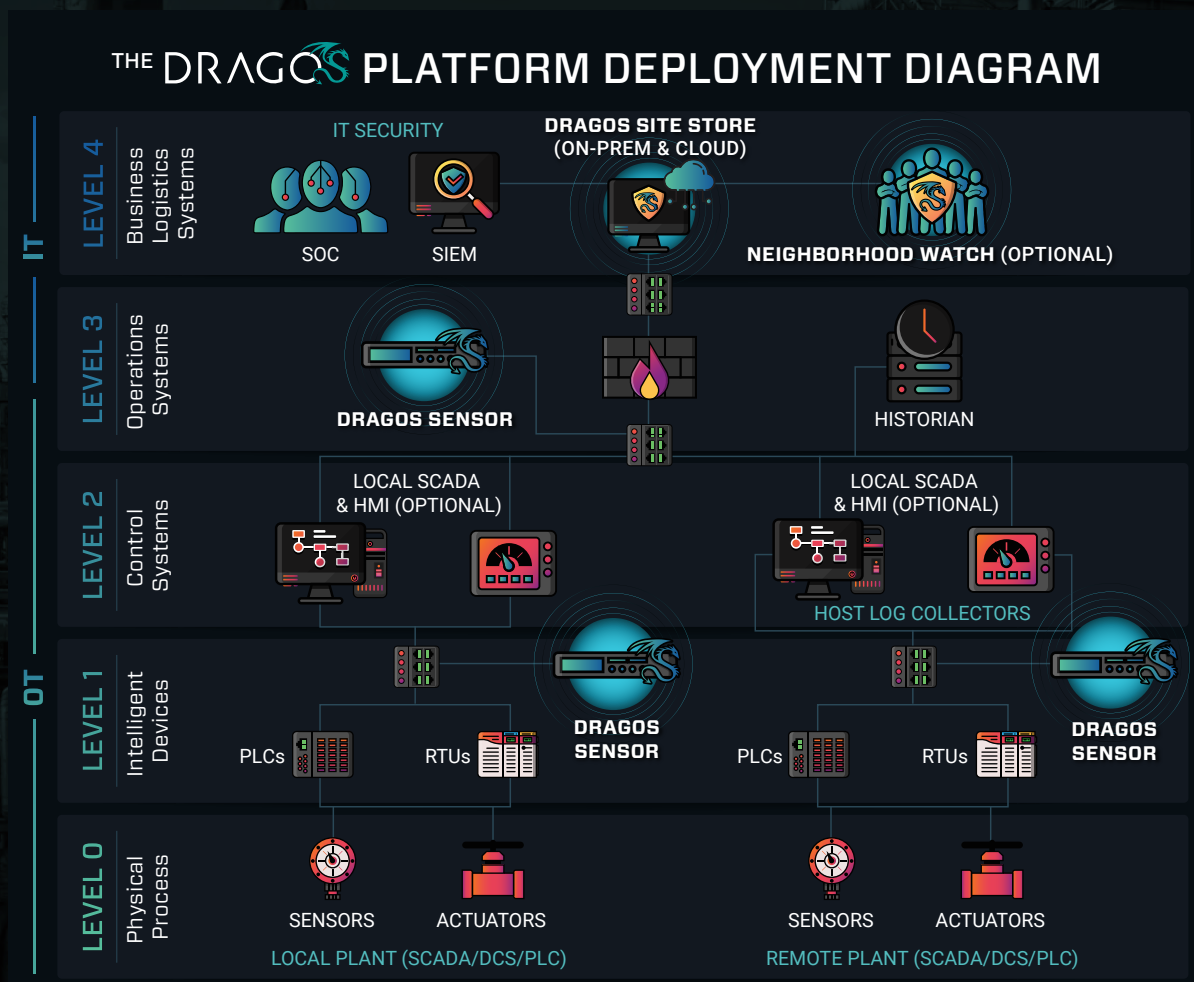 THE DRAGOS PLATFORM DEPLOYMENT DIAGRAM
IT
OT
LEVEL 4
Business
Logistics
Systems
IT SECURITY
SOC
SIEM
DRAGOS SITE STORE
(ON-PREM & CLOUD)
NEIGHBORHOOD WATCH (OPTIONAL)
LEVEL 3
Operations
Systems
DRAGOS SENSOR
HISTORIAN
LEVEL 2
Control
Systems
LOCAL SCADA
& HMI (OPTIONAL)
LOCAL SCADA
& HMI (OPTIONAL)
HOST LOG COLLECTORS
LEVEL 1
Intelligent
Devices
PLCs
RTUs
DRAGOS
SENSOR
PLCs
RTUs
DRAGOS
SENSOR
LEVEL 0
Physical
Process
SENSORS
ACTUATORS
LOCAL PLANT (SCADA/DCS/PLC)
SENSORS
ACTUATORS
REMOTE PLANT (SCADA/DCS/PLC)